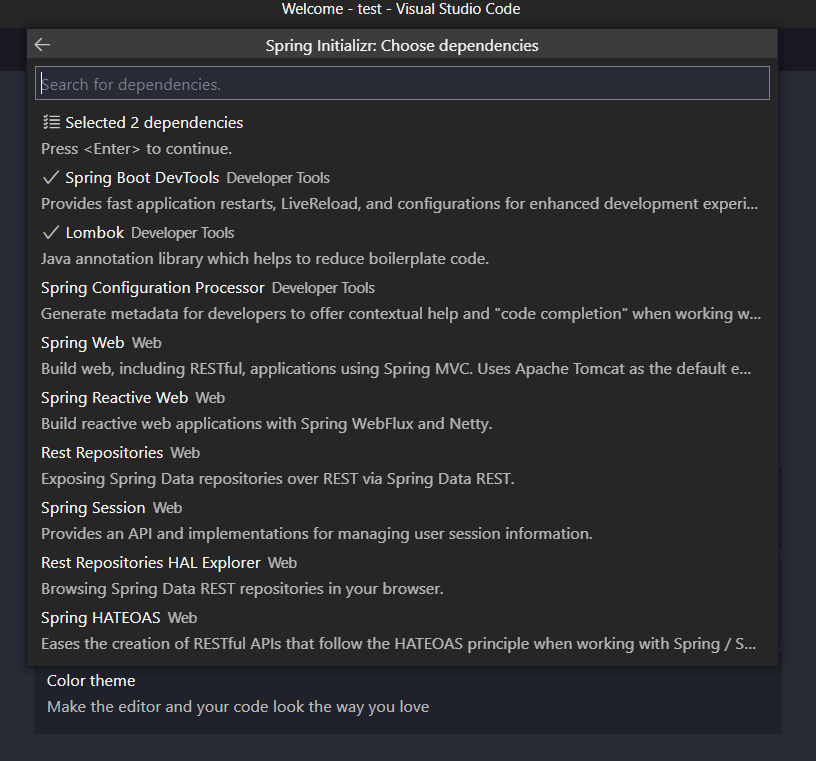 Welcome - test - Visual Studio Code
Spring Initializr: Choose dependencies
Search for dependencies.
Selected 2 dependencies
Press <Enter> to continue.
Spring Boot DevTools Developer Tools
Provides fast application restarts, LiveReload, and configurations for enhanced development experi...
Lombok Developer Tools
Java annotation library which helps to reduce boilerplate code.
Spring Configuration Processor Developer Tools
Generate metadata for developers to offer contextual help and "code completion" when working w...
Spring Web Web
Build web, including RESTful, applications using Spring MVC. Uses Apache Tomcat as the default e...
Spring Reactive Web Web
Build reactive web applications with Spring WebFlux and Netty.
Rest Repositories Web
Exposing Spring Data repositories over REST via Spring Data REST.
Spring Session Web
Provides an API and implementations for managing user session information.
Rest Repositories HAL Explorer Web
Browsing Spring Data REST repositories in your browser.
Spring HATEOAS Web
Eases the creation of RESTful APIs that follow the HATEOAS principle when working with Spring / S...
Color theme
Make the editor and your code look the way you love